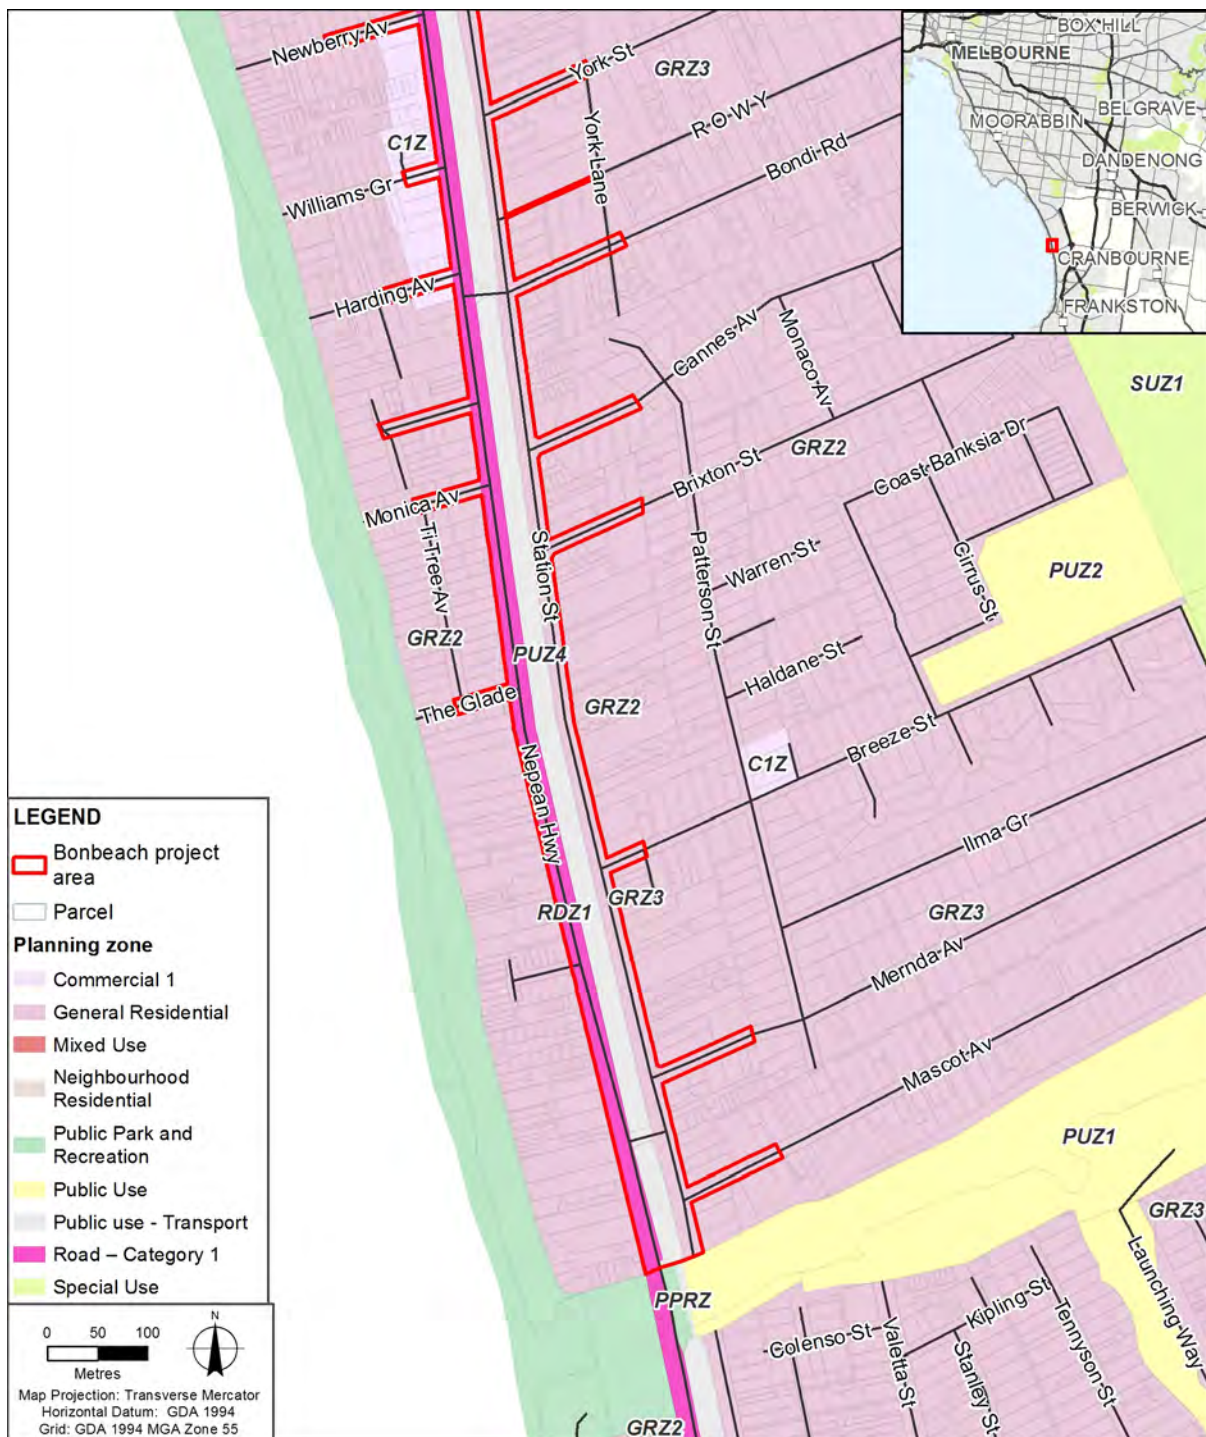 Newberry Av
York St
GRZ3
York Lane
R O W Y
Bondi Rd
C1Z
Williams Gr
Harding Av
Cannes Av
Monaco Av
Brixton St
GRZ2
Coast Banksia Dr
SUZ1
MELBOURNE
BOX HILL
MOORABBIN
BELGRAVE
DANDENONG
BERWICK
CRANBOURNE
FRANKSTON
Monica Av
Ti Tree Av
Station St
Patterson St
Warren St
Cirrus St
PUZ2
GRZ2
PUZ4
Haldane St
The Glade
GRZ2
Nepean Hwy
C1Z
Breeze St
Ilma Gr
RDZ1
GRZ3
GRZ3
Mernda Av
Mascot Av
PUZ1
GRZ3
Launching Way
PPRZ
Colenso St
Valetta St
Kipling St
Stanley St
Tennyson St
GRZ2
LEGEND
Bonbeach project
area
Parcel
Planning zone
Commercial 1
General Residential
Mixed Use
Neighbourhood
Residential
Public Park and
Recreation
Public Use
Public use - Transport
Road – Category 1
Special Use
0 50 100
Metres
N
Map Projection: Transverse Mercator
Horizontal Datum: GDA 1994
Grid: GDA 1994 MGA Zone 55